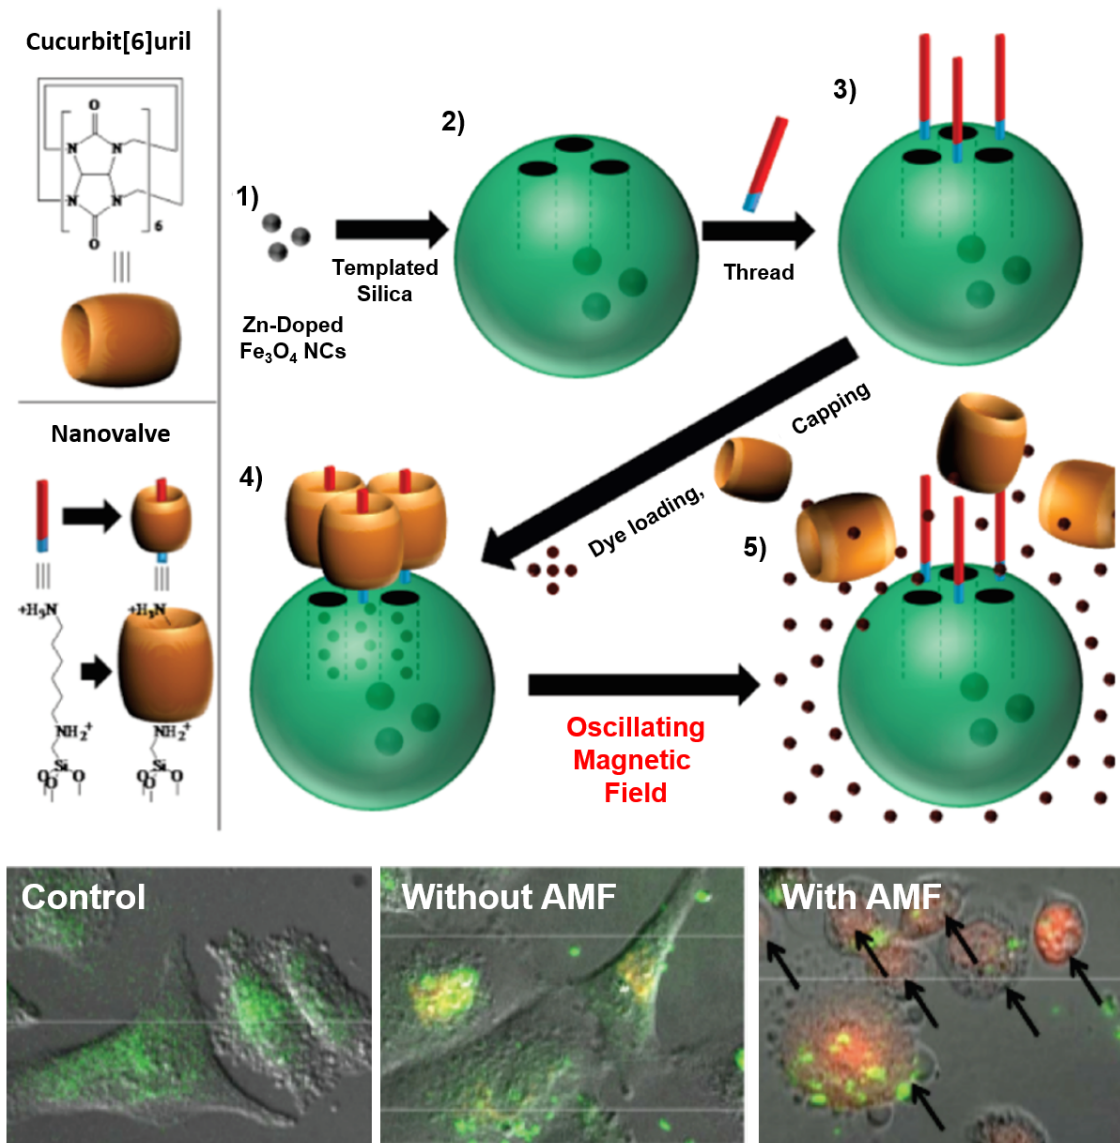 Cucurbit[6]uril
O
N N
N N
O
6
Nanovalve
+H₃N
+H₃N
NH₂⁺
NH₂⁺
Si
O O O
Si
O O O
1)
Zn-Doped
Fe₃O₄ NCs
Templated
Silica
2)
Thread
3)
Dye loading,
Capping
4)
Oscillating
Magnetic
Field
5)
Control
Without AMF
With AMF